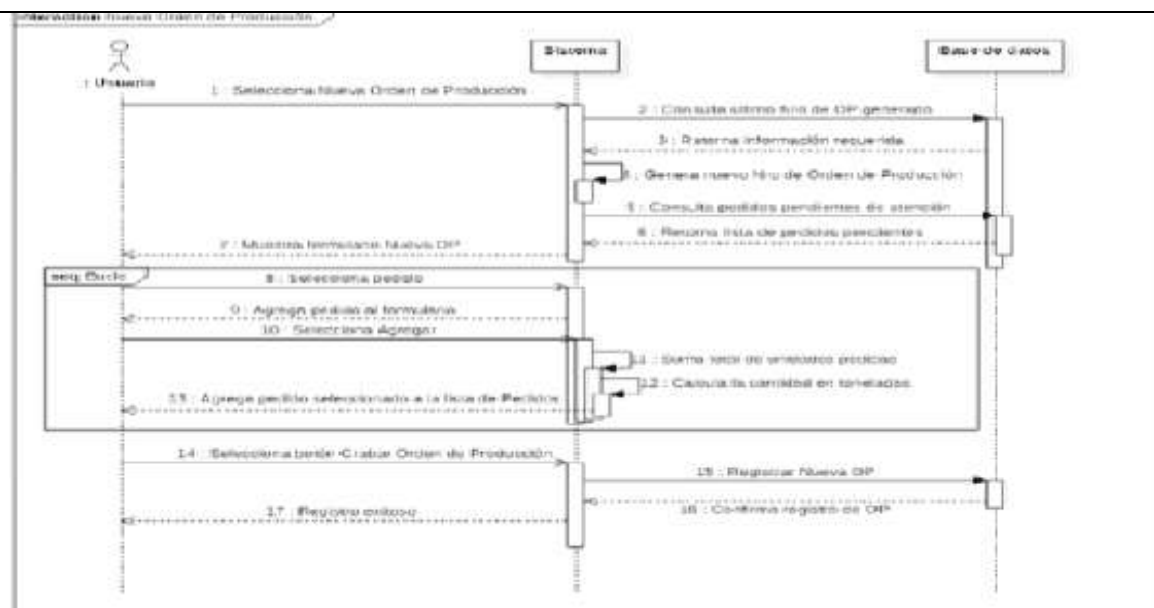 interaction Nueva Orden de Producción
: Usuario
Sistema
Base de datos
1 : Selecciona Nueva Orden de Producción
2 : Consulta último Nro de OP generado
3 : Retorna información requerida
4 : Genera nuevo Nro de Orden de Producción
5 : Consulta pedidos pendientes de atención
6 : Retorna lista de pedidos pendientes
7 : Muestra formulario Nueva OP
seq Bucle
8 : Selecciona pedido
9 : Agrega pedido al formulario
10 : Selecciona Agregar
11 : Suma total de unidades pedidas
12 : Calcula la cantidad en toneladas
13 : Agrega pedido seleccionado a la lista de Pedidos
14 : Selecciona botón Grabar Orden de Producción
15 : Registrar Nueva OP
16 : Confirma registro de OP
17 : Registro exitoso